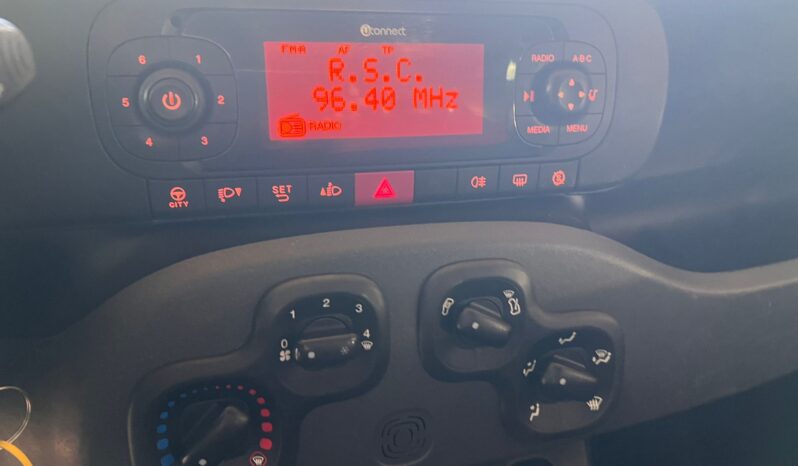 Uconnect
FM-A AF TP
R.S.C.
96.40 MHz
RADIO
6 1
5 2
4 3
RADIO A-B-C
MEDIA MENU
CITY
SET
0 1 2 3 4